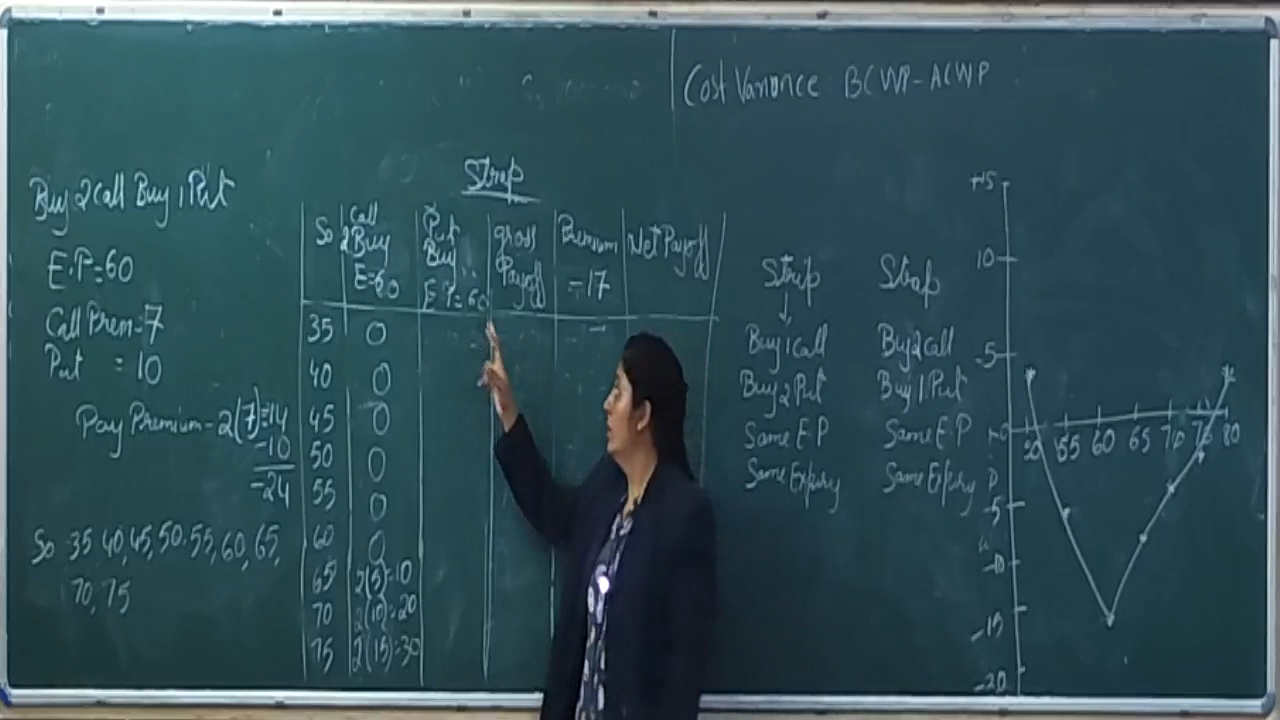 Cost Variance BCWP-ACWP
Strap
Buy 2 Call Buy 1 Put
E.P=60
Call Prem-7
Put = 10
Pay Premium - 2(7)=14
-10
-24
So 35 40, 45, 50, 55, 60, 65,
70, 75
So 2 Call Buy E=60 Put Buy E.P=60 Gross Payoff Premium =17 Net Payoff
35 0 -
40 0
45 0
50 0
55 0
60 0
65 2(5)=10
70 2(10)=20
75 2(15)=30
Strip Strap
Buy 1 Call Buy 2 Call
Buy 2 Put Buy 1 Put
Same EP Same EP
Same Expiry Same Expiry
+15
10
-5
50 55 60 65 70 75 80
-5
-10
-15
-20